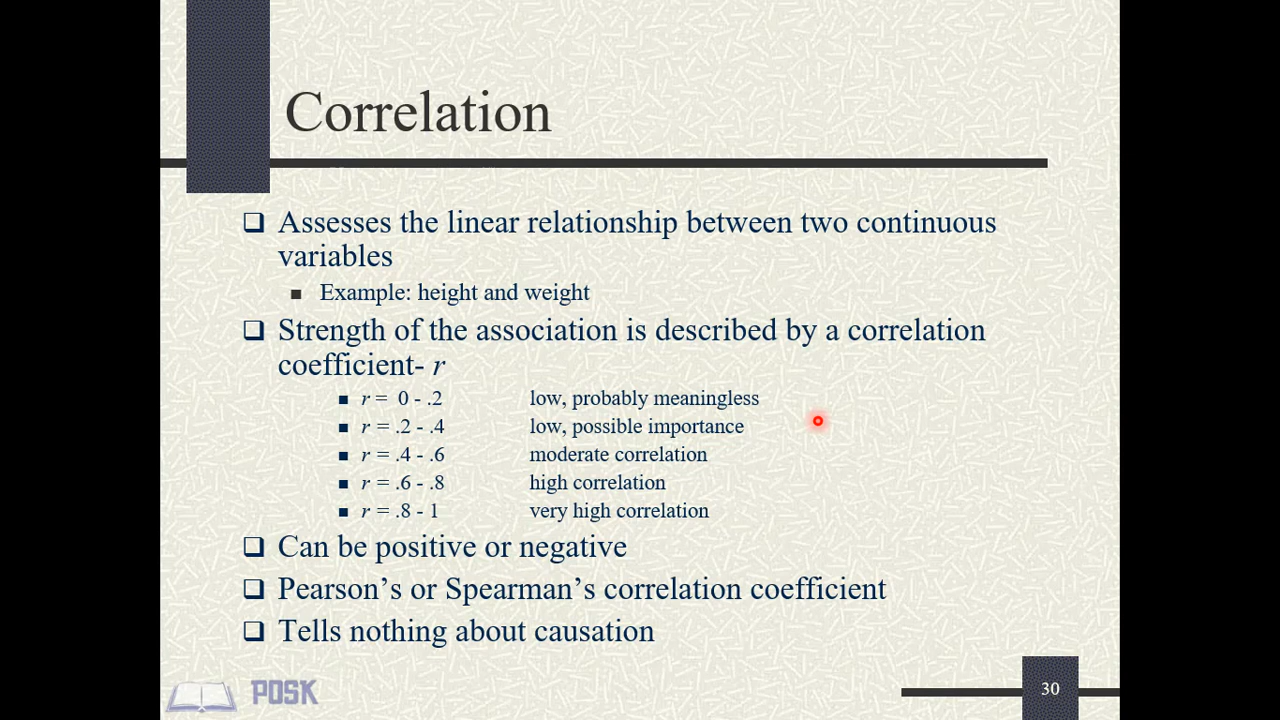 Correlation
❑ Assesses the linear relationship between two continuous
variables
■ Example: height and weight
❑ Strength of the association is described by a correlation
coefficient- r
■ r = 0 - .2 low, probably meaningless
■ r = .2 - .4 low, possible importance
■ r = .4 - .6 moderate correlation
■ r = .6 - .8 high correlation
■ r = .8 - 1 very high correlation
❑ Can be positive or negative
❑ Pearson’s or Spearman’s correlation coefficient
❑ Tells nothing about causation
POSK
30